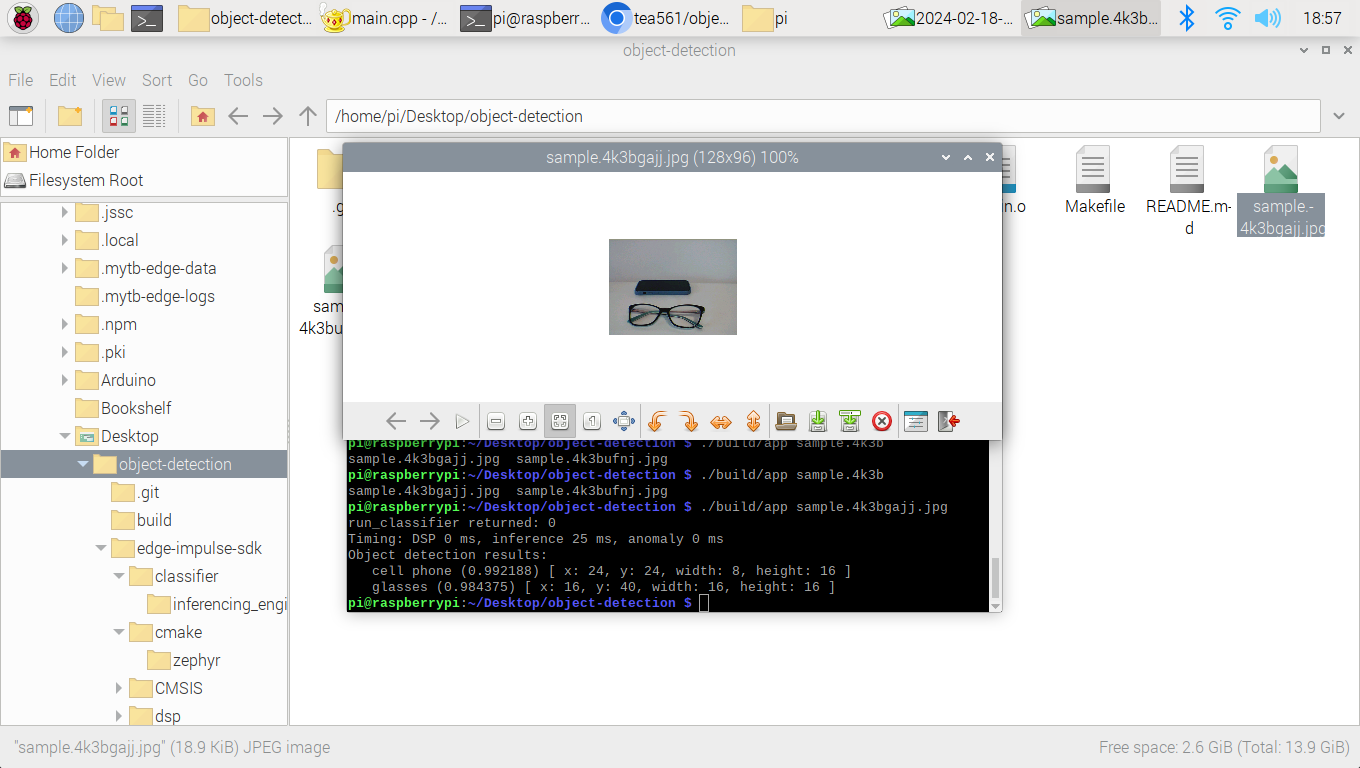 object-detect... main.cpp - /... pi@raspberr... tea561/obje... pi 2024-02-18-... sample.4k3b... 18:57
object-detection
File Edit View Sort Go Tools
/home/pi/Desktop/object-detection
Home Folder
Filesystem Root
.jssc
.local
.mytb-edge-data
.mytb-edge-logs
.npm
.pki
Arduino
Bookshelf
Desktop
object-detection
.git
build
edge-impulse-sdk
classifier
inferencing_engi
cmake
zephyr
CMSIS
dsp
.g
n.o
Makefile
README.m-
d
sample.-
4k3bgajj.jpg
sam
4k3bu
sample.4k3bgajj.jpg (128x96) 100%
1
pi@raspberrypi:~/Desktop/object-detection $ ./build/app sample.4k3b
sample.4k3bgajj.jpg sample.4k3bufnj.jpg
pi@raspberrypi:~/Desktop/object-detection $ ./build/app sample.4k3b
sample.4k3bgajj.jpg sample.4k3bufnj.jpg
pi@raspberrypi:~/Desktop/object-detection $ ./build/app sample.4k3bgajj.jpg
run_classifier returned: 0
Timing: DSP 0 ms, inference 25 ms, anomaly 0 ms
Object detection results:
cell phone (0.992188) [ x: 24, y: 24, width: 8, height: 16 ]
glasses (0.984375) [ x: 16, y: 40, width: 16, height: 16 ]
pi@raspberrypi:~/Desktop/object-detection $
"sample.4k3bgajj.jpg" (18.9 KiB) JPEG image
Free space: 2.6 GiB (Total: 13.9 GiB)